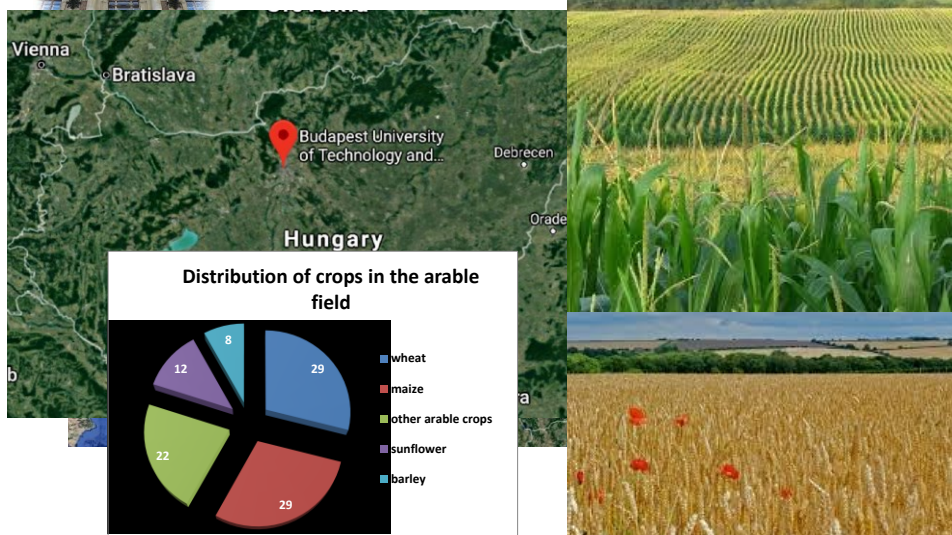 Vienna
Bratislava
Budapest University
of Technology and...
Debrecen
Orade
Hungary
Distribution of crops in the arable
field
8
29
12
22
29
wheat
maize
other arable crops
sunflower
barley
b
ra